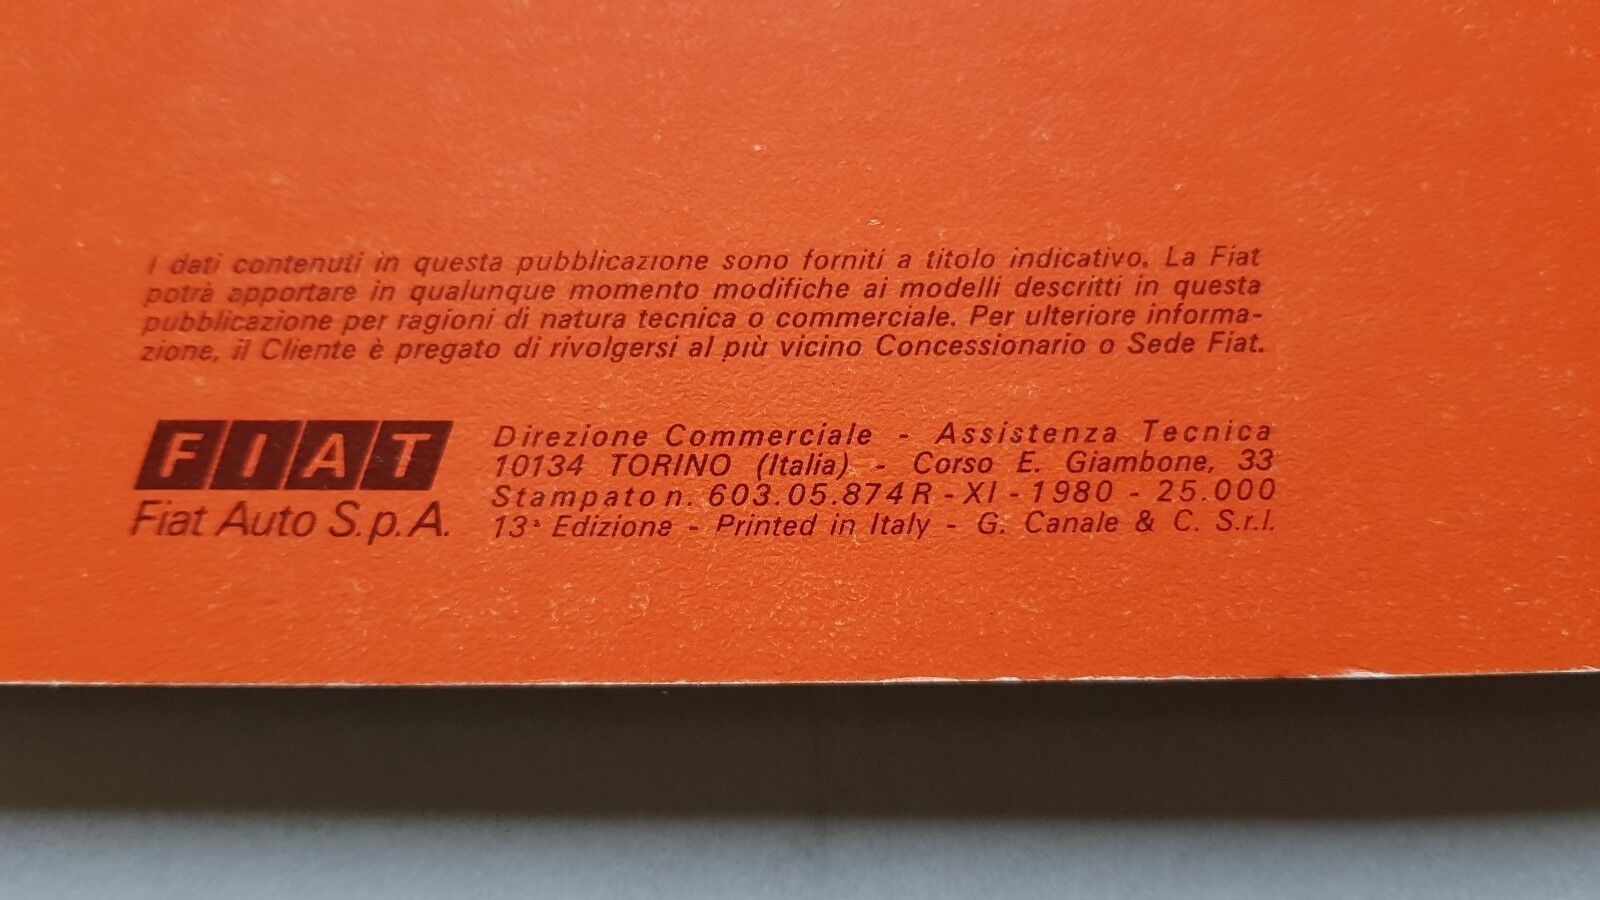 I dati contenuti in questa pubblicazione sono forniti a titolo indicativo. La Fiat
potrà apportare in qualunque momento modifiche ai modelli descritti in questa
pubblicazione per ragioni di natura tecnica o commerciale. Per ulteriore informa-
zione, il Cliente è pregato di rivolgersi al più vicino Concessionario o Sede Fiat.
FIAT
Fiat Auto S.p.A.
Direzione Commerciale - Assistenza Tecnica
10134 TORINO (Italia) - Corso E. Giambone, 33
Stampato n. 603.05.874R - XI - 1980 - 25.000
13ª Edizione - Printed in Italy - G. Canale & C. S.r.l.